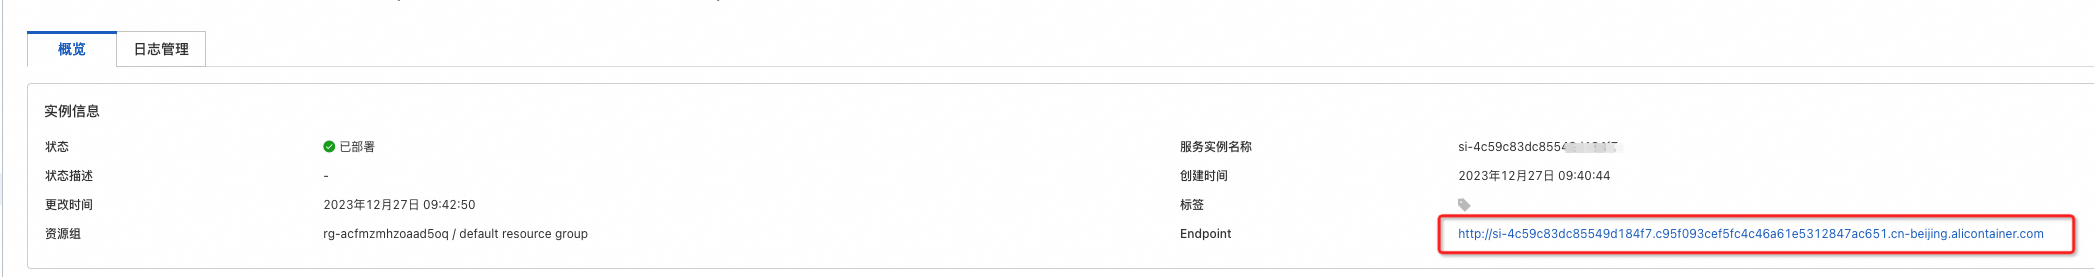 概览 日志管理
实例信息
状态 已部署 服务实例名称 si-4c59c83dc8554
状态描述 - 创建时间 2023年12月27日 09:40:44
更改时间 2023年12月27日 09:42:50 标签
资源组 rg-acfmzmhzoaad5oq / default resource group Endpoint http://si-4c59c83dc85549d184f7.c95f093cef5fc4c46a61e5312847ac651.cn-beijing.alicontainer.com